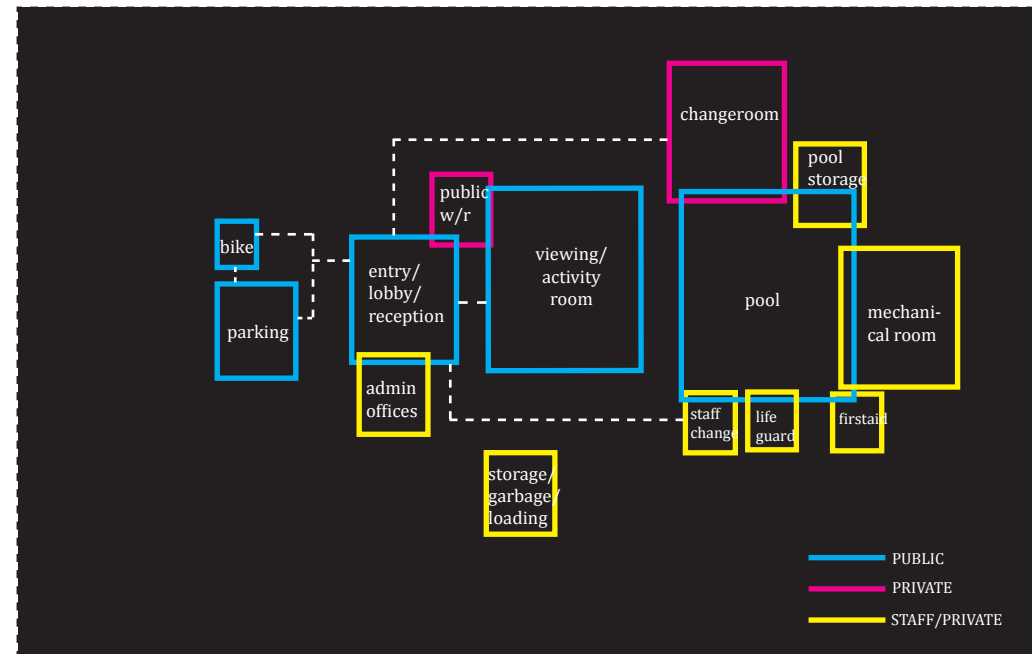 changeroom
pool
storage
public
w/r
bike
entry/
lobby/
reception
viewing/
activity
room
pool
parking
mechani-
cal room
admin
offices
staff
change
life
guard
firstaid
storage/
garbage/
loading
PUBLIC
PRIVATE
STAFF/PRIVATE